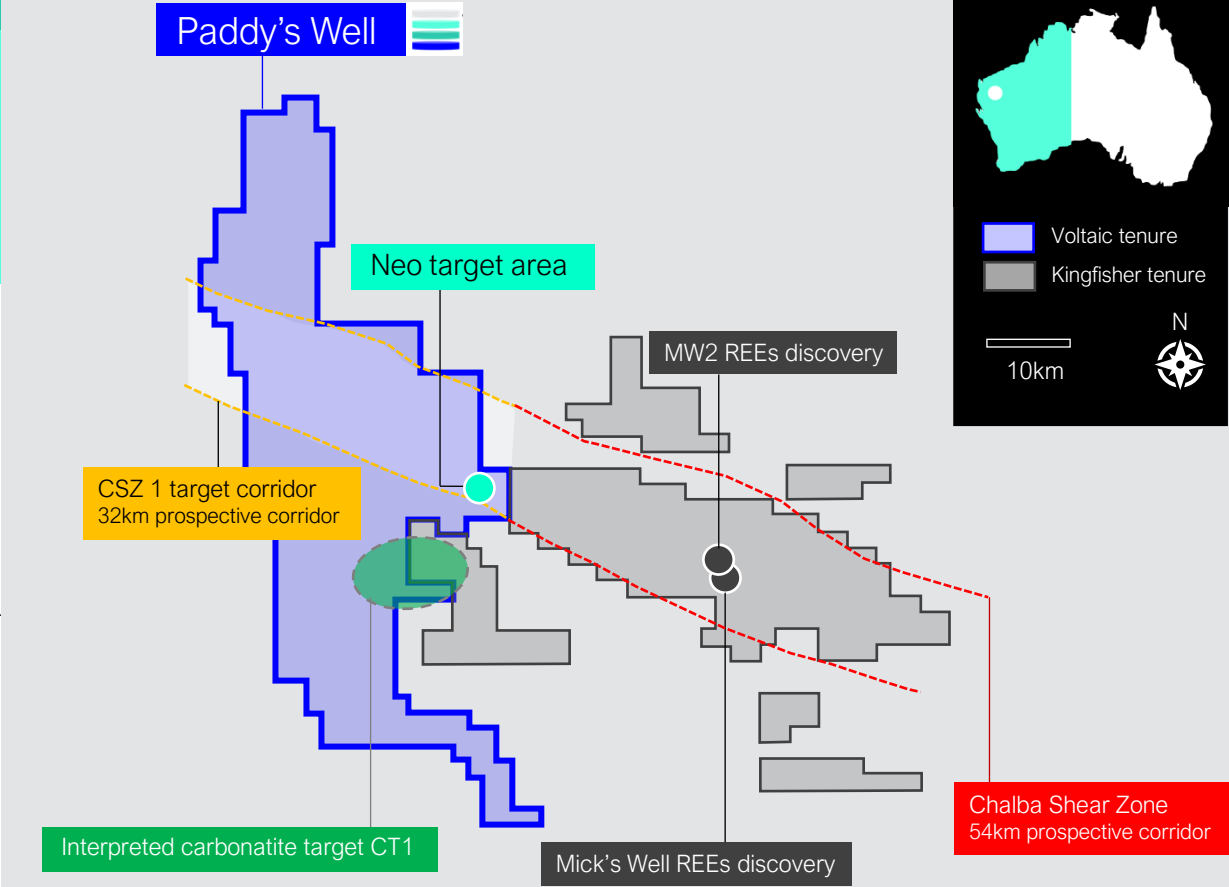 Paddy's Well
Neo target area
Voltaic tenure
Kingfisher tenure
N
10km
MW2 REEs discovery
CSZ 1 target corridor
32km prospective corridor
Chalba Shear Zone
54km prospective corridor
Interpreted carbonatite target CT1
Mick's Well REEs discovery